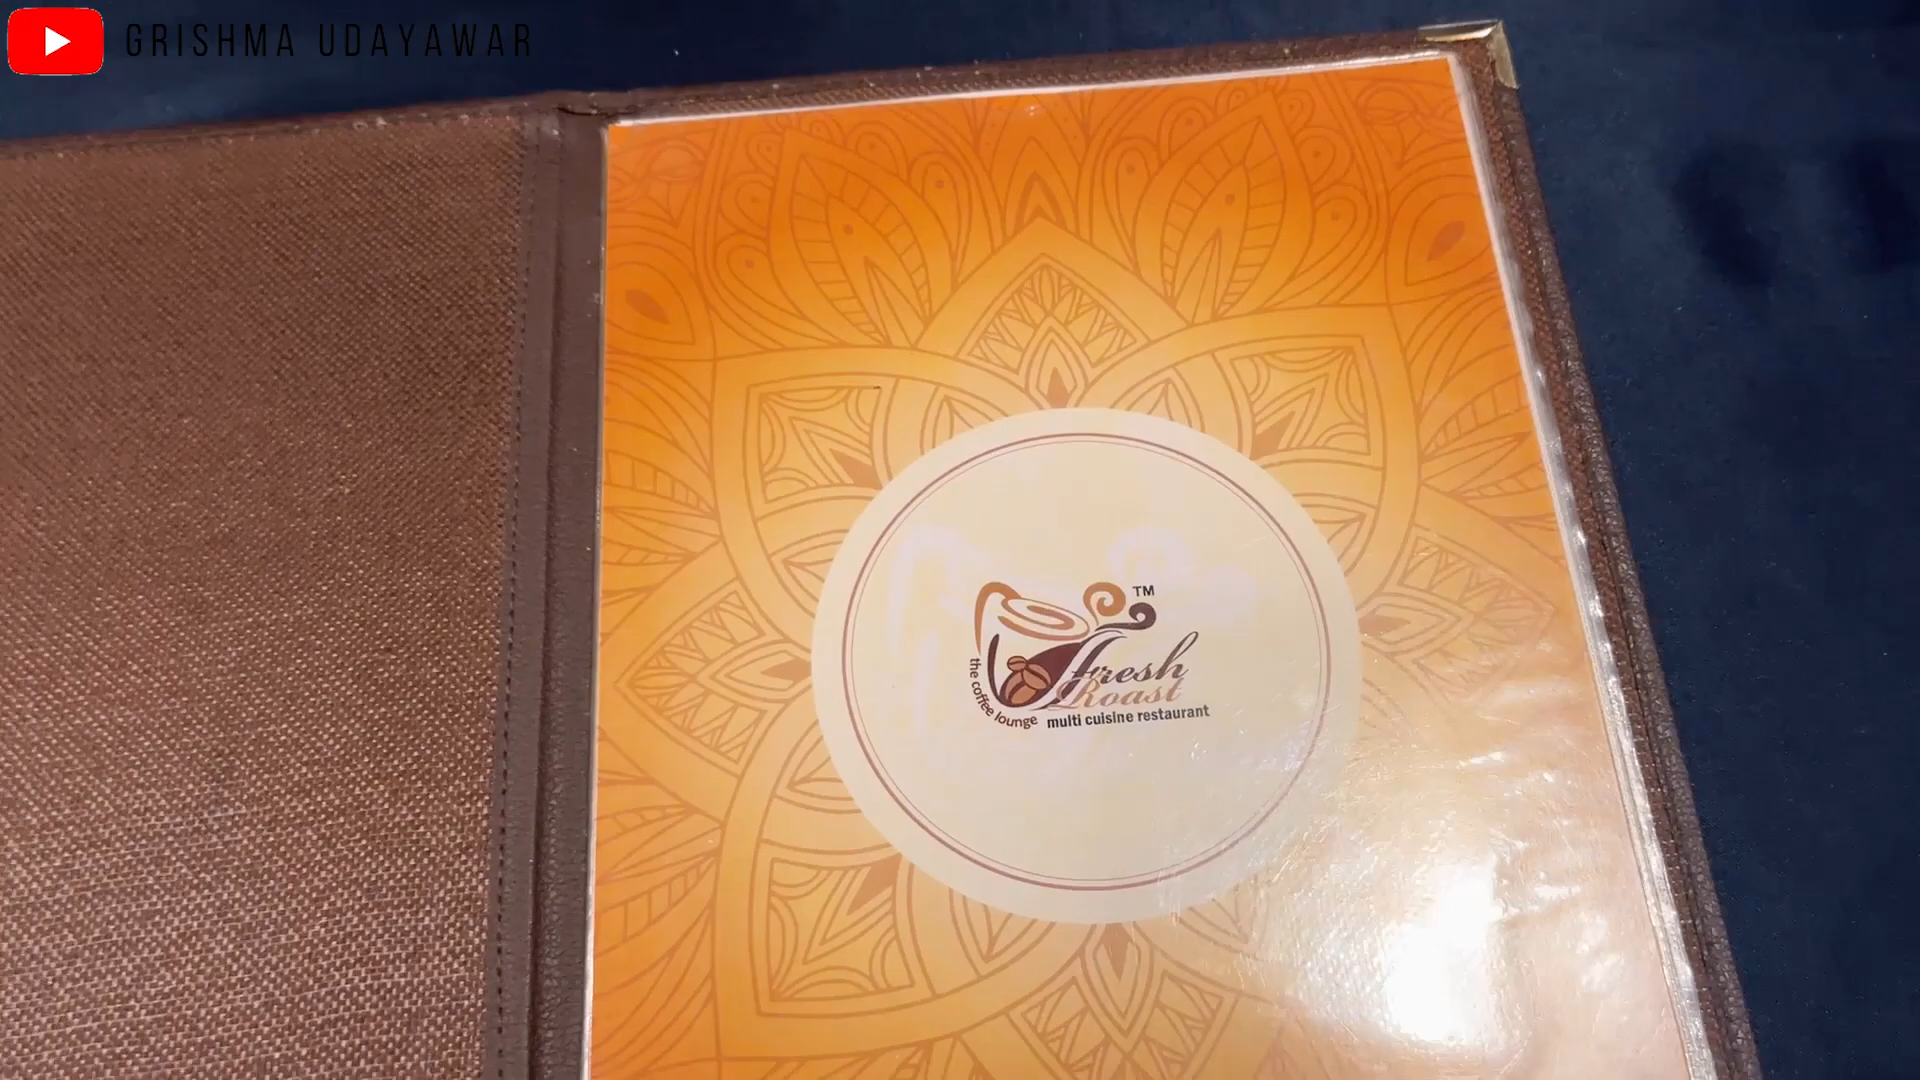 GRISHMA UDAYAWAR
TM
the coffee lounge
Fresh
Roast
multi cuisine restaurant